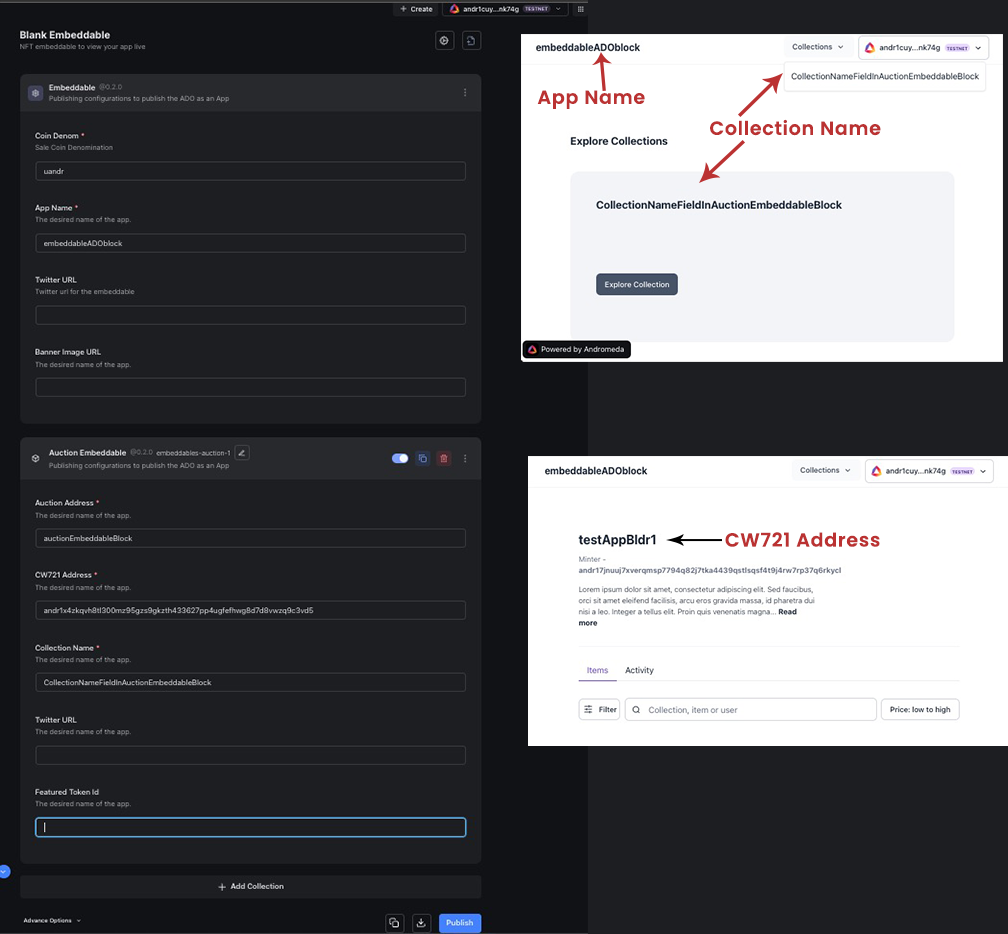 + Create
andr1cuy...nk74g TESTNET
Blank Embeddable
NFT embeddable to view your app live
Embeddable @0.2.0
Publishing configurations to publish the ADO as an App
Coin Denom *
Sale Coin Denomination
uandr
App Name *
The desired name of the app.
embeddableADOblock
Twitter URL
Twitter url for the embeddable
Banner Image URL
The desired name of the app.
Auction Embeddable @0.2.0 embeddables-auction-1
Publishing configurations to publish the ADO as an App
Auction Address *
The desired name of the app.
auctionEmbeddableBlock
CW721 Address *
The desired name of the app.
andr1x4zkqvh8tl300mz95gzs9gkzth433627pp4ugfefhwg8d7d8vwzq9c3vd5
Collection Name *
The desired name of the app.
CollectionNameFieldInAuctionEmbeddableBlock
Twitter URL
The desired name of the app.
Featured Token Id
The desired name of the app.
+ Add Collection
Advance Options
Publish
embeddableADOblock
Collections
andr1cuy...nk74g TESTNET
CollectionNameFieldInAuctionEmbeddableBlock
App Name
Collection Name
Explore Collections
CollectionNameFieldInAuctionEmbeddableBlock
Explore Collection
Powered by Andromeda
embeddableADOblock
Collections
andr1cuy...nk74g TESTNET
testAppBldr1
CW721 Address
Minter -
andr17jnuuj7xverqmsp7794q82j7tka4439qstlsqsf4t9j4rw7rp37q6rkycl
Lorem ipsum dolor sit amet, consectetur adipiscing elit. Sed faucibus,
orci sit amet eleifend facilisis, arcu eros gravida massa, id pharetra dui
nisi a leo. Integer a tellus elit. Proin quis venenatis magna... Read
more
Items
Activity
Filter
Collection, item or user
Price: low to high